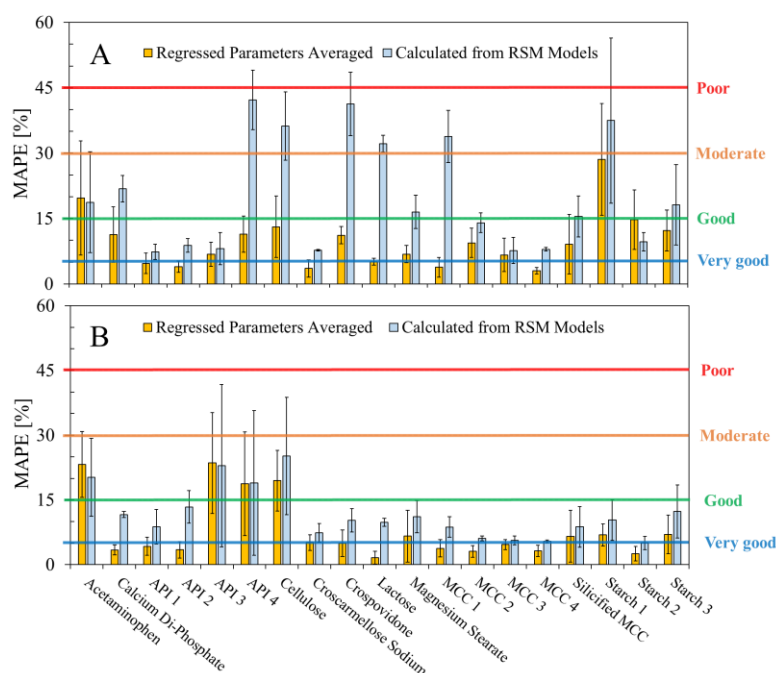 60
A
Regressed Parameters Averaged
Calculated from RSM Models
45
Poor
MAPE [%]
30
Moderate
15
Good
Very good
0
60
B
Regressed Parameters Averaged
Calculated from RSM Models
45
Poor
MAPE [%]
30
Moderate
15
Good
Very good
0
Acetaminophen
Calcium Di-Phosphate
API 1
API 2
API 3
API 4
Cellulose
Croscarmellose Sodium
Crospovidone
Lactose
Magnesium Stearate
MCC 1
MCC 2
MCC 3
MCC 4
Silicified MCC
Starch 1
Starch 2
Starch 3